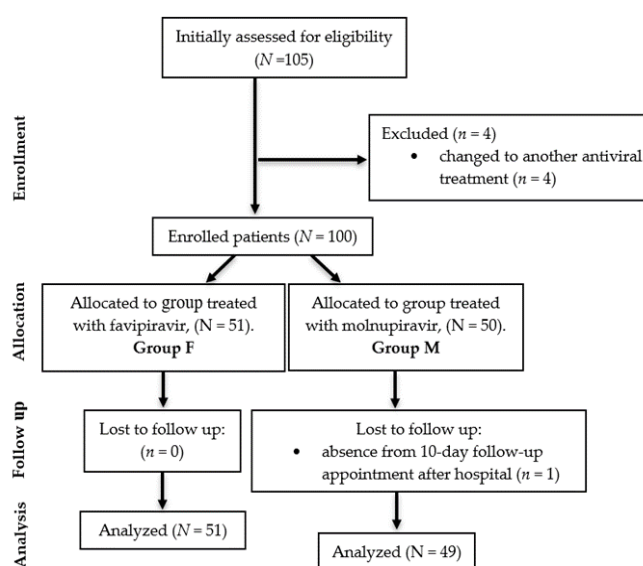 Initially assessed for eligibility
(N =105)
Enrollment
Excluded (n = 4)
• changed to another antiviral
treatment (n = 4)
Enrolled patients (N = 100)
Allocation
Allocated to group treated
with favipiravir, (N = 51).
Group F
Allocated to group treated
with molnupiravir, (N = 50).
Group M
Follow up
Lost to follow up:
(n = 0)
Lost to follow up:
• absence from 10-day follow-up
appointment after hospital (n = 1)
Analysis
Analyzed (N = 51)
Analyzed (N = 49)